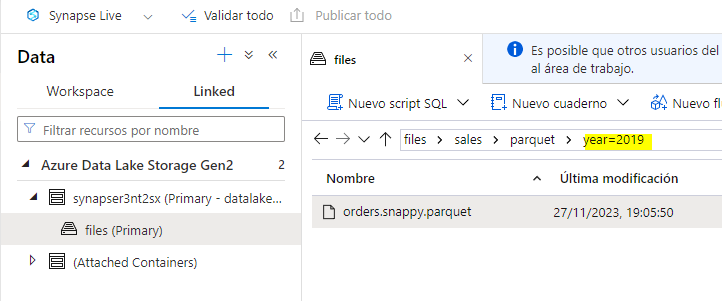 Synapse Live
Validar todo
Publicar todo
Data
Workspace
Linked
Filtrar recursos por nombre
Azure Data Lake Storage Gen2 2
synapser3nt2sx (Primary - datalake...
files (Primary)
(Attached Containers)
files
Es posible que otros usuarios del
al área de trabajo.
Nuevo script SQL
Nuevo cuaderno
Nuevo fl
files
sales
parquet
year=2019
Nombre
Última modificación
orders.snappy.parquet
27/11/2023, 19:05:50